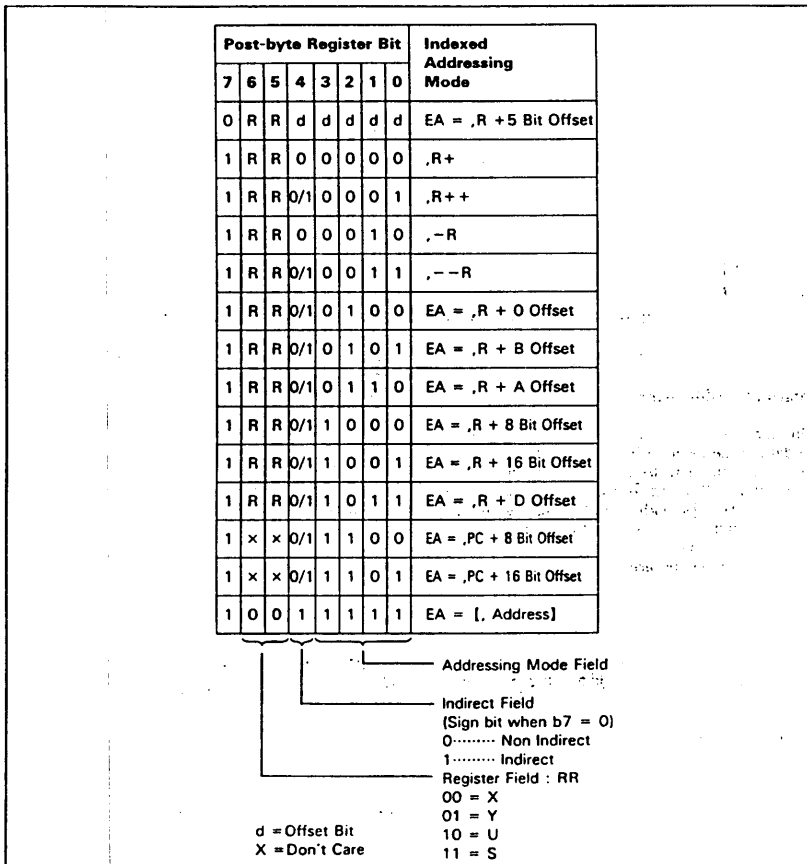 Post-byte Register Bit Indexed Addressing Mode
7 6 5 4 3 2 1 0
0 R R d d d d d EA = ,R +5 Bit Offset
1 R R 0 0 0 0 0 ,R+
1 R R 0/1 0 0 0 1 ,R++
1 R R 0 0 0 1 0 ,-R
1 R R 0/1 0 0 1 1 ,--R
1 R R 0/1 0 1 0 0 EA = ,R + 0 Offset
1 R R 0/1 0 1 0 1 EA = ,R + B Offset
1 R R 0/1 0 1 1 0 EA = ,R + A Offset
1 R R 0/1 1 0 0 0 EA = ,R + 8 Bit Offset
1 R R 0/1 1 0 0 1 EA = ,R + 16 Bit Offset
1 R R 0/1 1 0 1 1 EA = ,R + D Offset
1 × × 0/1 1 1 0 0 EA = ,PC + 8 Bit Offset
1 × × 0/1 1 1 0 1 EA = ,PC + 16 Bit Offset
1 0 0 1 1 1 1 1 EA = [, Address]
Addressing Mode Field
Indirect Field
(Sign bit when b7 = 0)
0········· Non Indirect
1········· Indirect
Register Field : RR
00 = X
01 = Y
d = Offset Bit 10 = U
X = Don't Care 11 = S